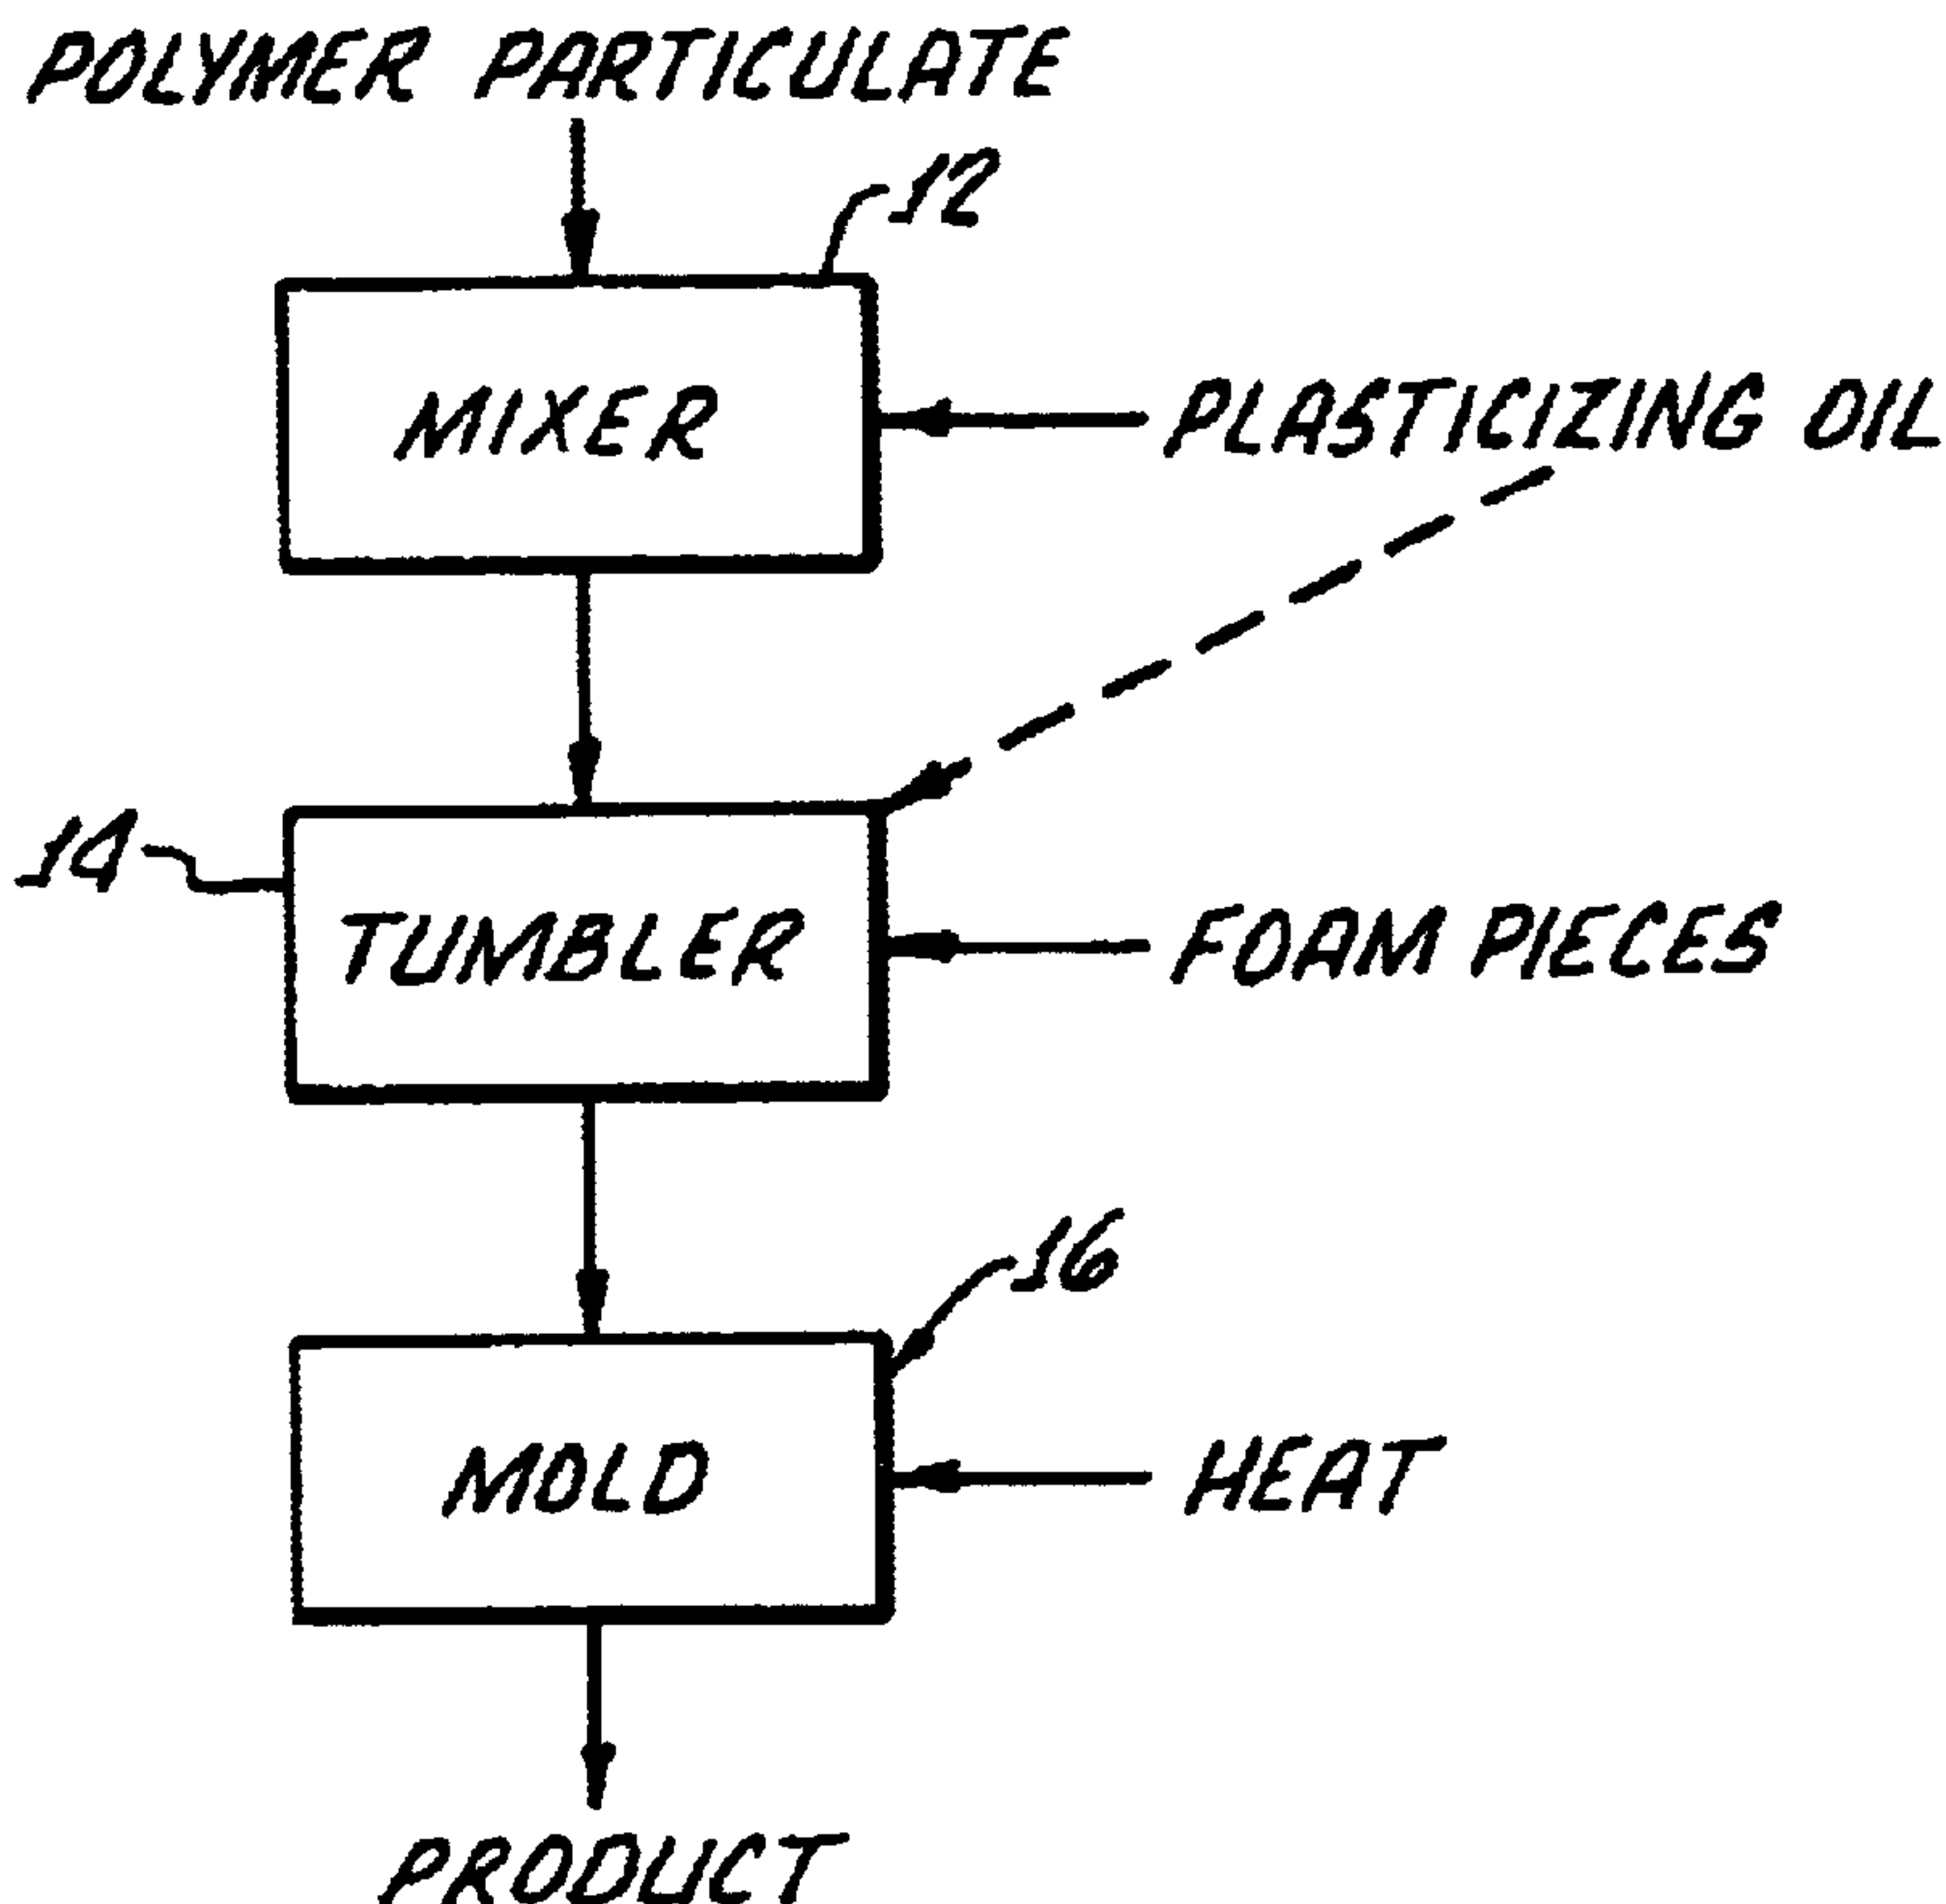 POLYMER PARTICULATE
12
MIXER
PLASTICIZING OIL
14
TUMBLER
FOAM PIECES
16
MOLD
HEAT
PRODUCT